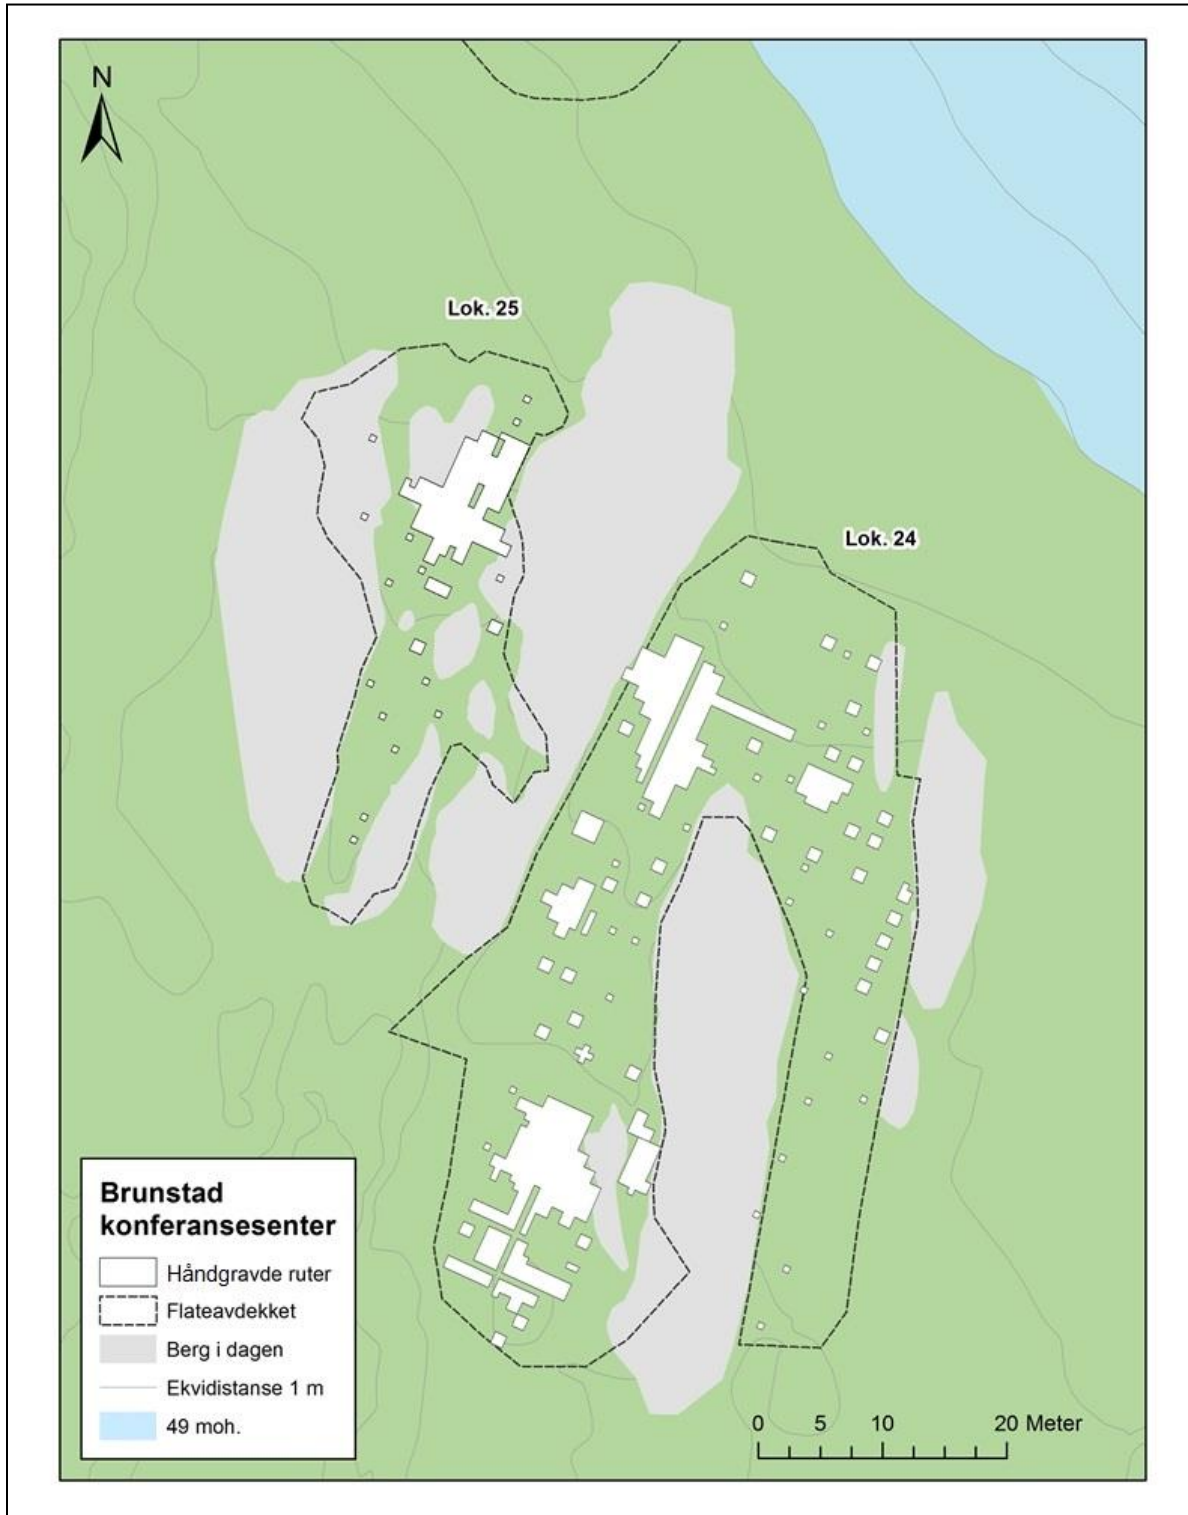 N
Lok. 25
Lok. 24
Brunstad
konferansesenter
Håndgravde ruter
Flateavdekket
Berg i dagen
Ekvidistanse 1 m
49 moh.
0 5 10 20 Meter